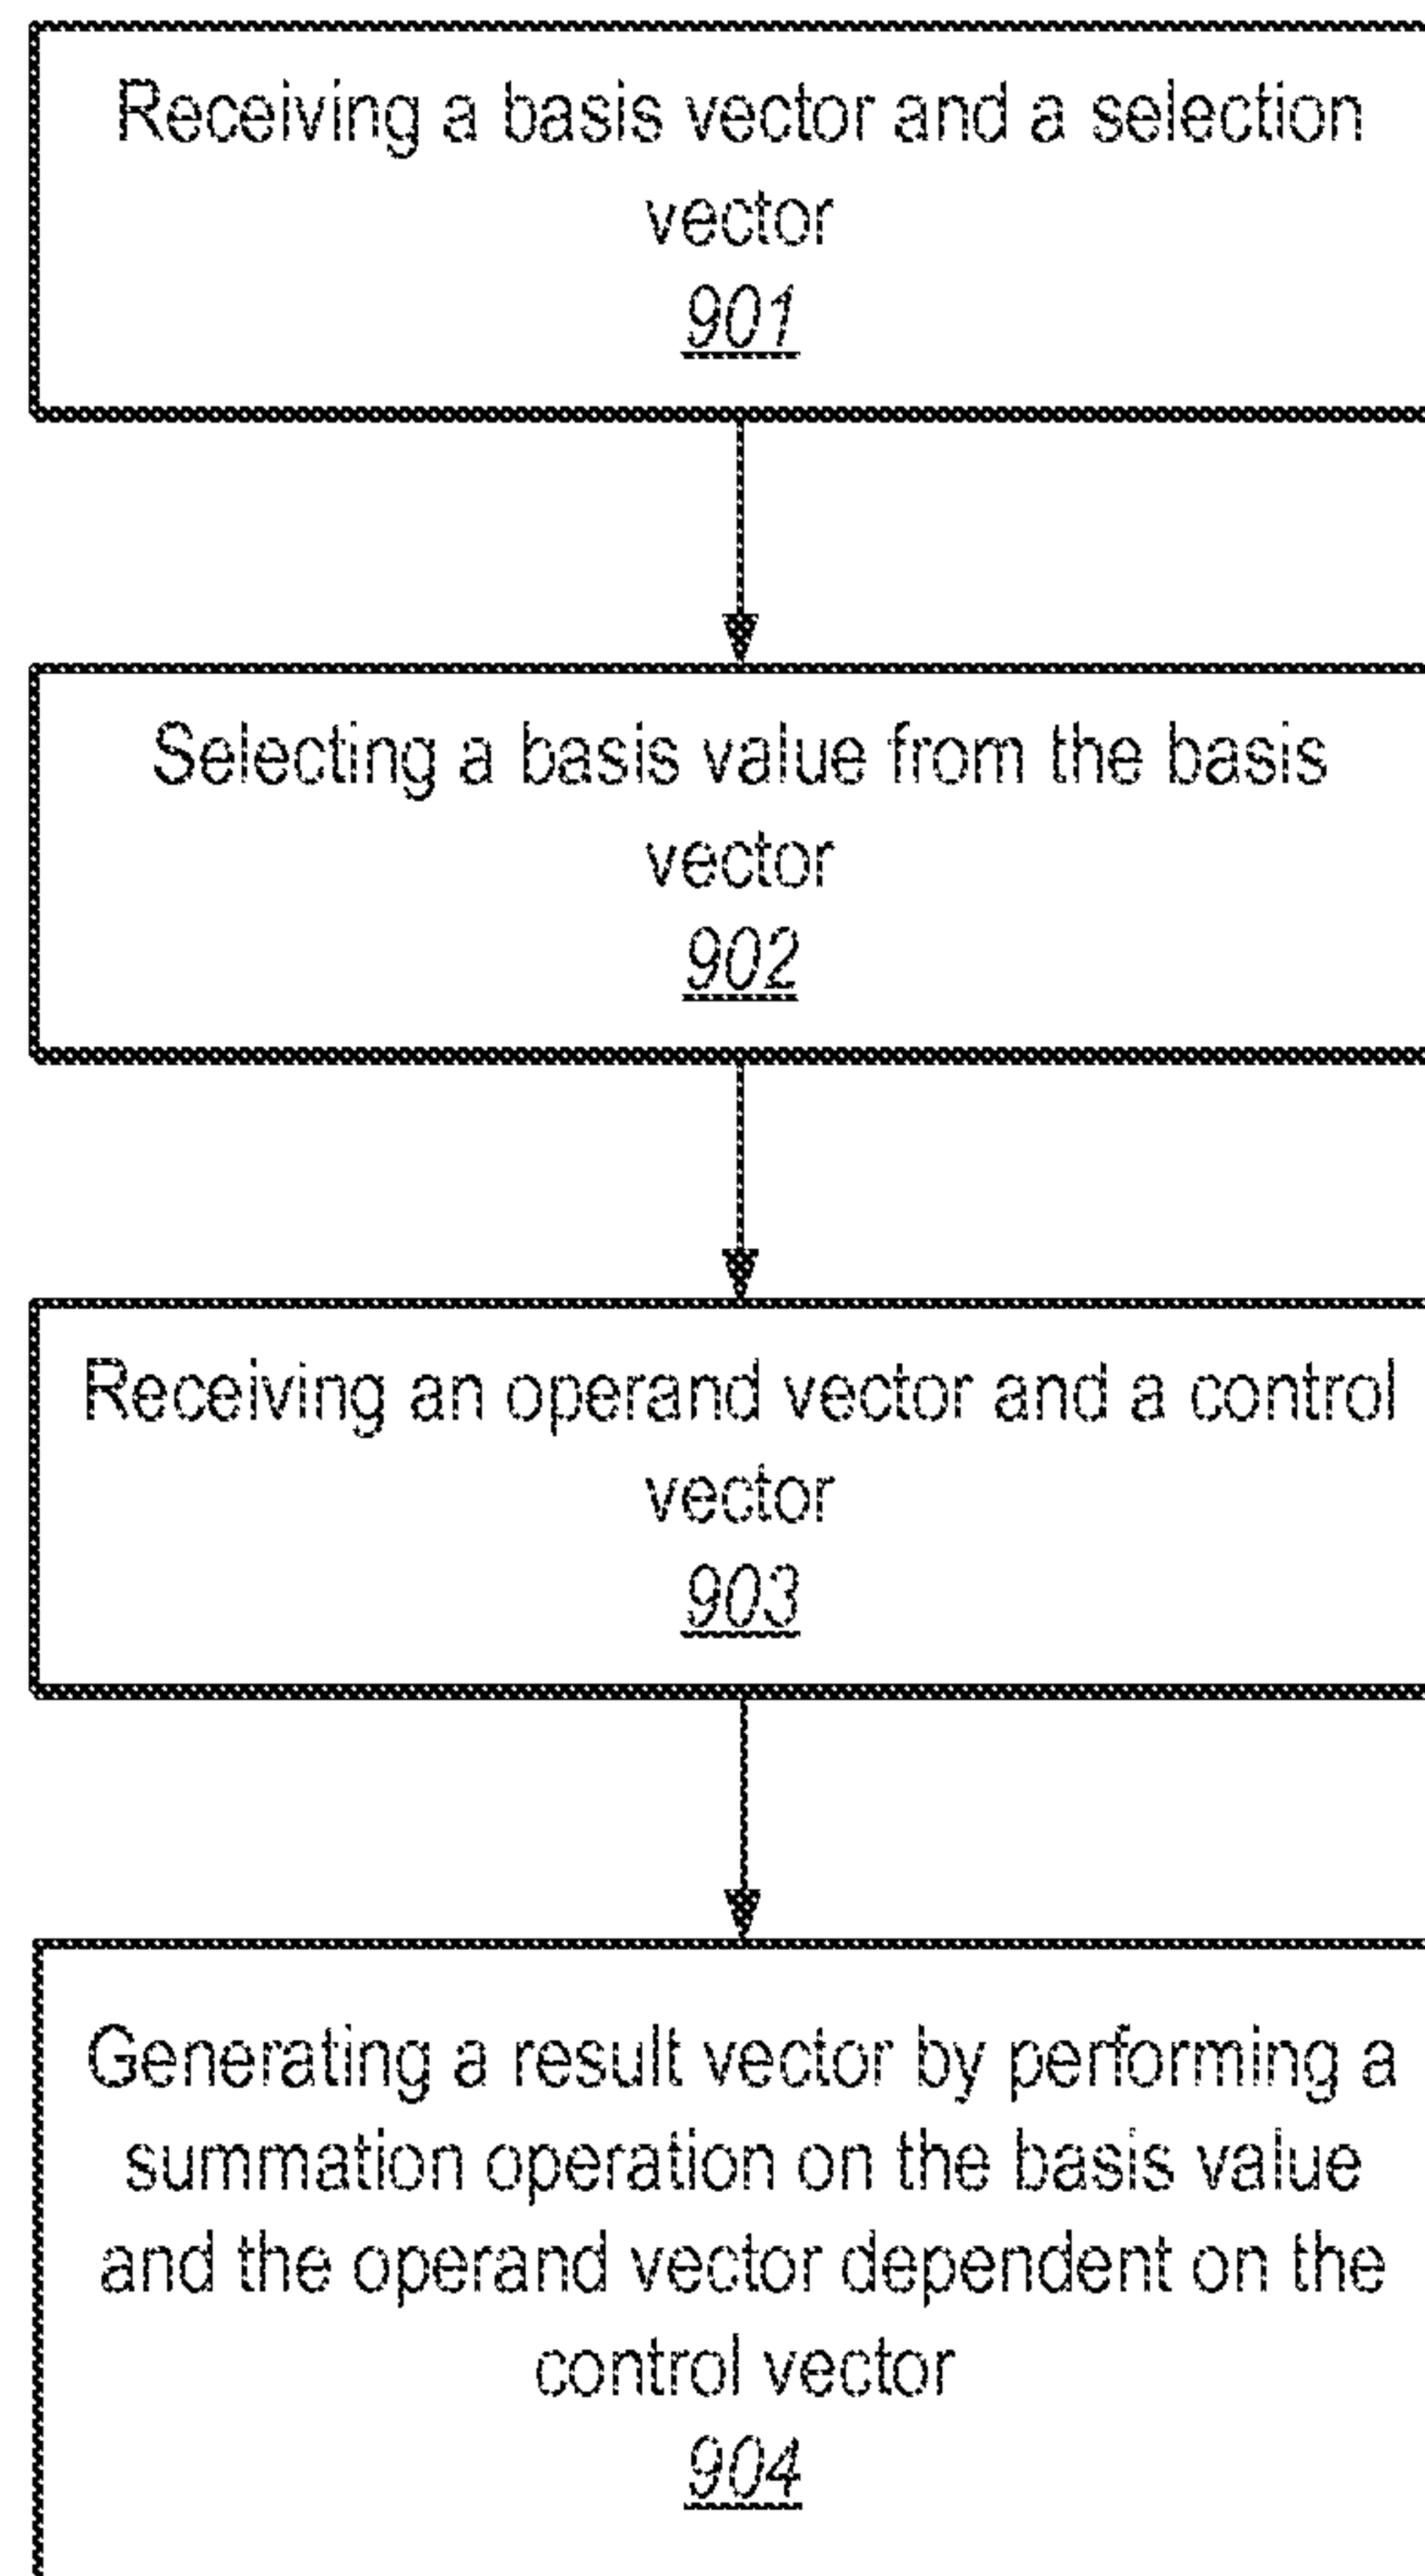 Receiving a basis vector and a selection
vector
901
Selecting a basis value from the basis
vector
902
Receiving an operand vector and a control
vector
903
Generating a result vector by performing a
summation operation on the basis value
and the operand vector dependent on the
control vector
904